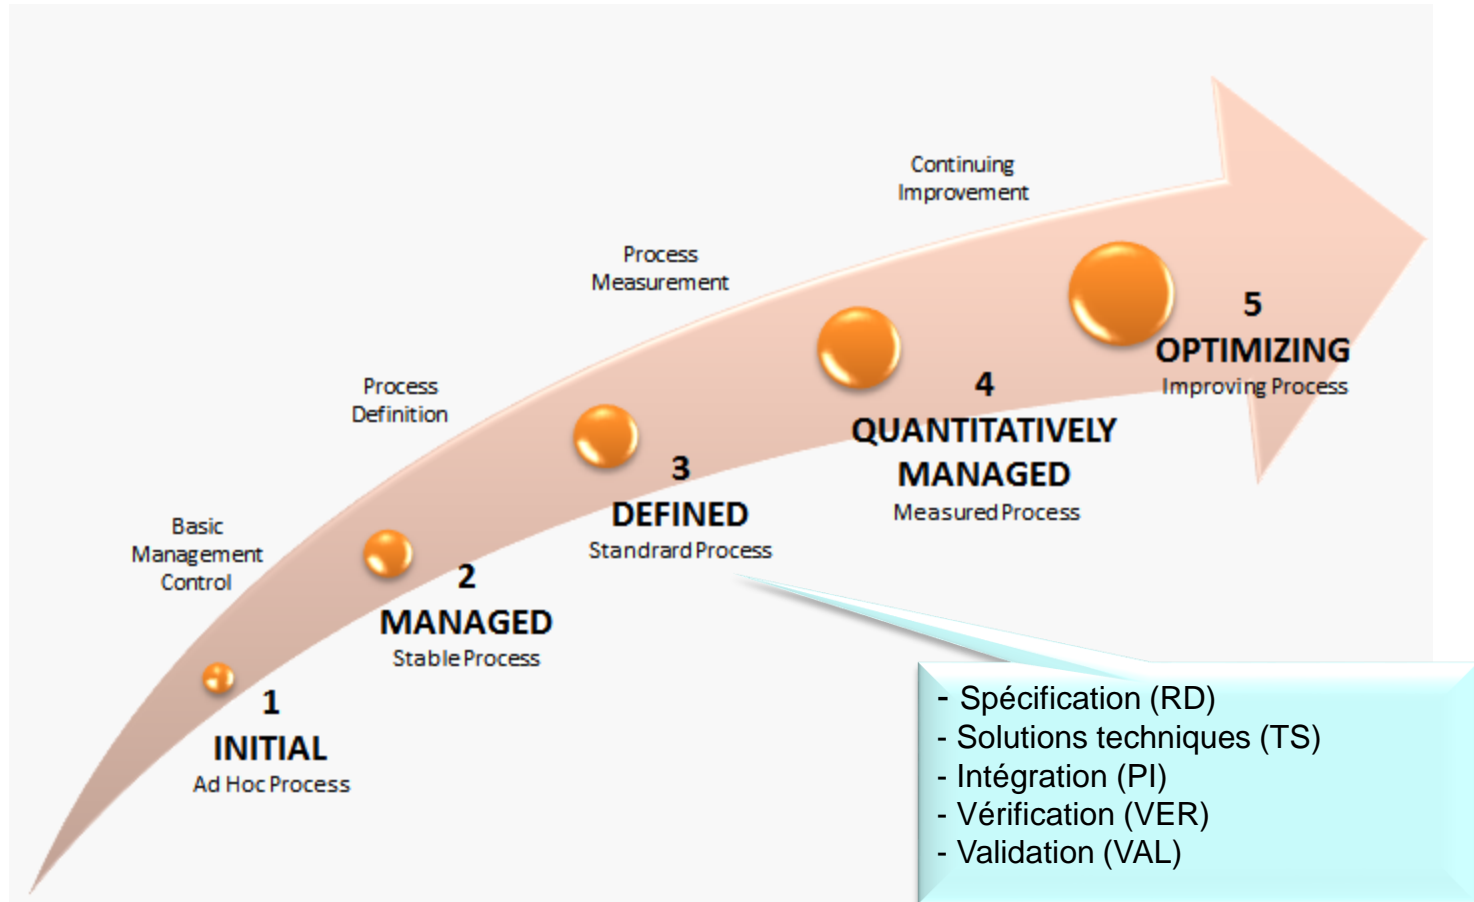 Continuing
Improvement
Process
Measurement
5
OPTIMIZING
Improving Process
Process
Definition
4
QUANTITATIVELY
MANAGED
Measured Process
3
DEFINED
Standrard Process
Basic
Management
Control
2
MANAGED
Stable Process
1
INITIAL
Ad Hoc Process
- Spécification (RD)
- Solutions techniques (TS)
- Intégration (PI)
- Vérification (VER)
- Validation (VAL)